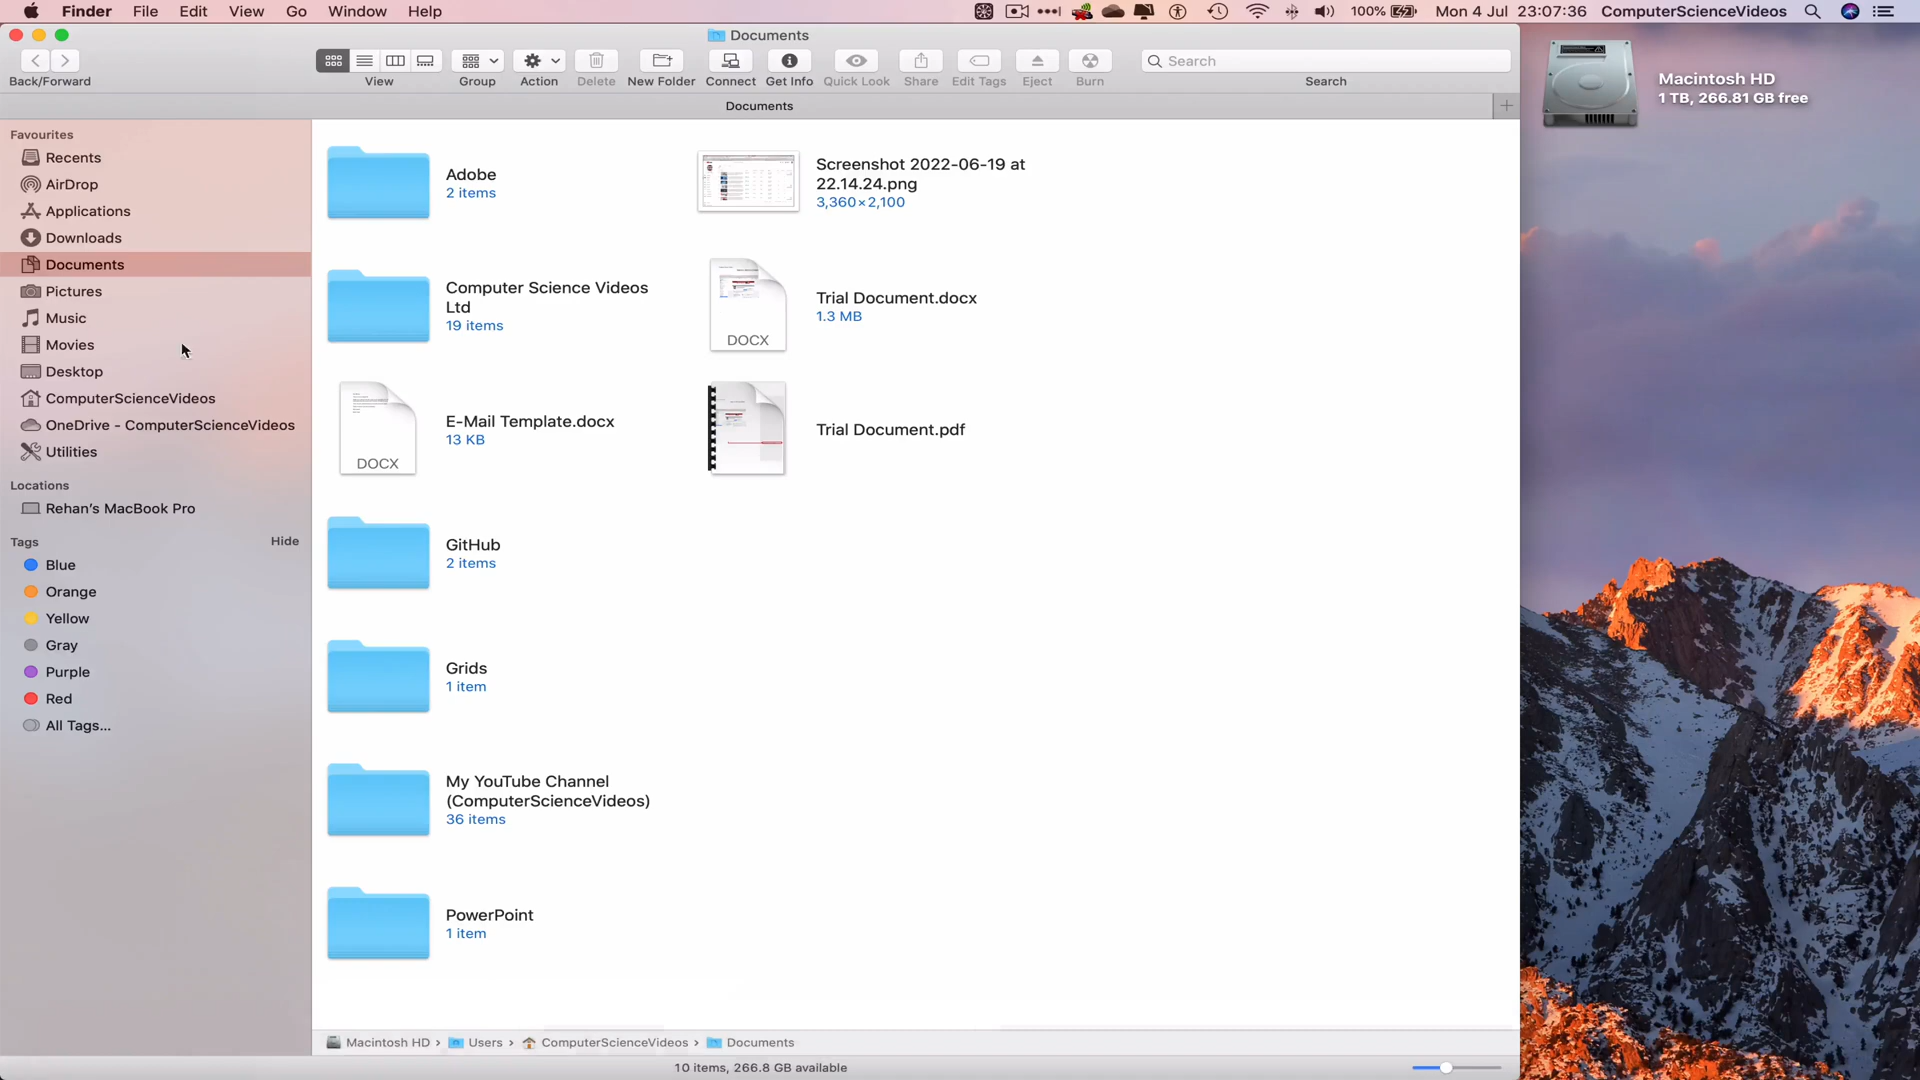 Finder File Edit View Go Window Help 100% Mon 4 Jul 23:07:36 ComputerScienceVideos
Documents
Back/Forward View Group Action Delete New Folder Connect Get Info Quick Look Share Edit Tags Eject Burn Search
Search
Documents
Macintosh HD
1 TB, 266.81 GB free
Favourites
Recents
AirDrop
Applications
Downloads
Documents
Pictures
Music
Movies
Desktop
ComputerScienceVideos
OneDrive - ComputerScienceVideos
Utilities
Locations
Rehan's MacBook Pro
Tags Hide
Blue
Orange
Yellow
Gray
Purple
Red
All Tags...
Adobe
2 items
Computer Science Videos
Ltd
19 items
DOCX
E-Mail Template.docx
13 KB
GitHub
2 items
Grids
1 item
My YouTube Channel
(ComputerScienceVideos)
36 items
PowerPoint
1 item
Screenshot 2022-06-19 at
22.14.24.png
3,360×2,100
DOCX
Trial Document.docx
1.3 MB
Trial Document.pdf
Macintosh HD › Users › ComputerScienceVideos › Documents
10 items, 266.8 GB available